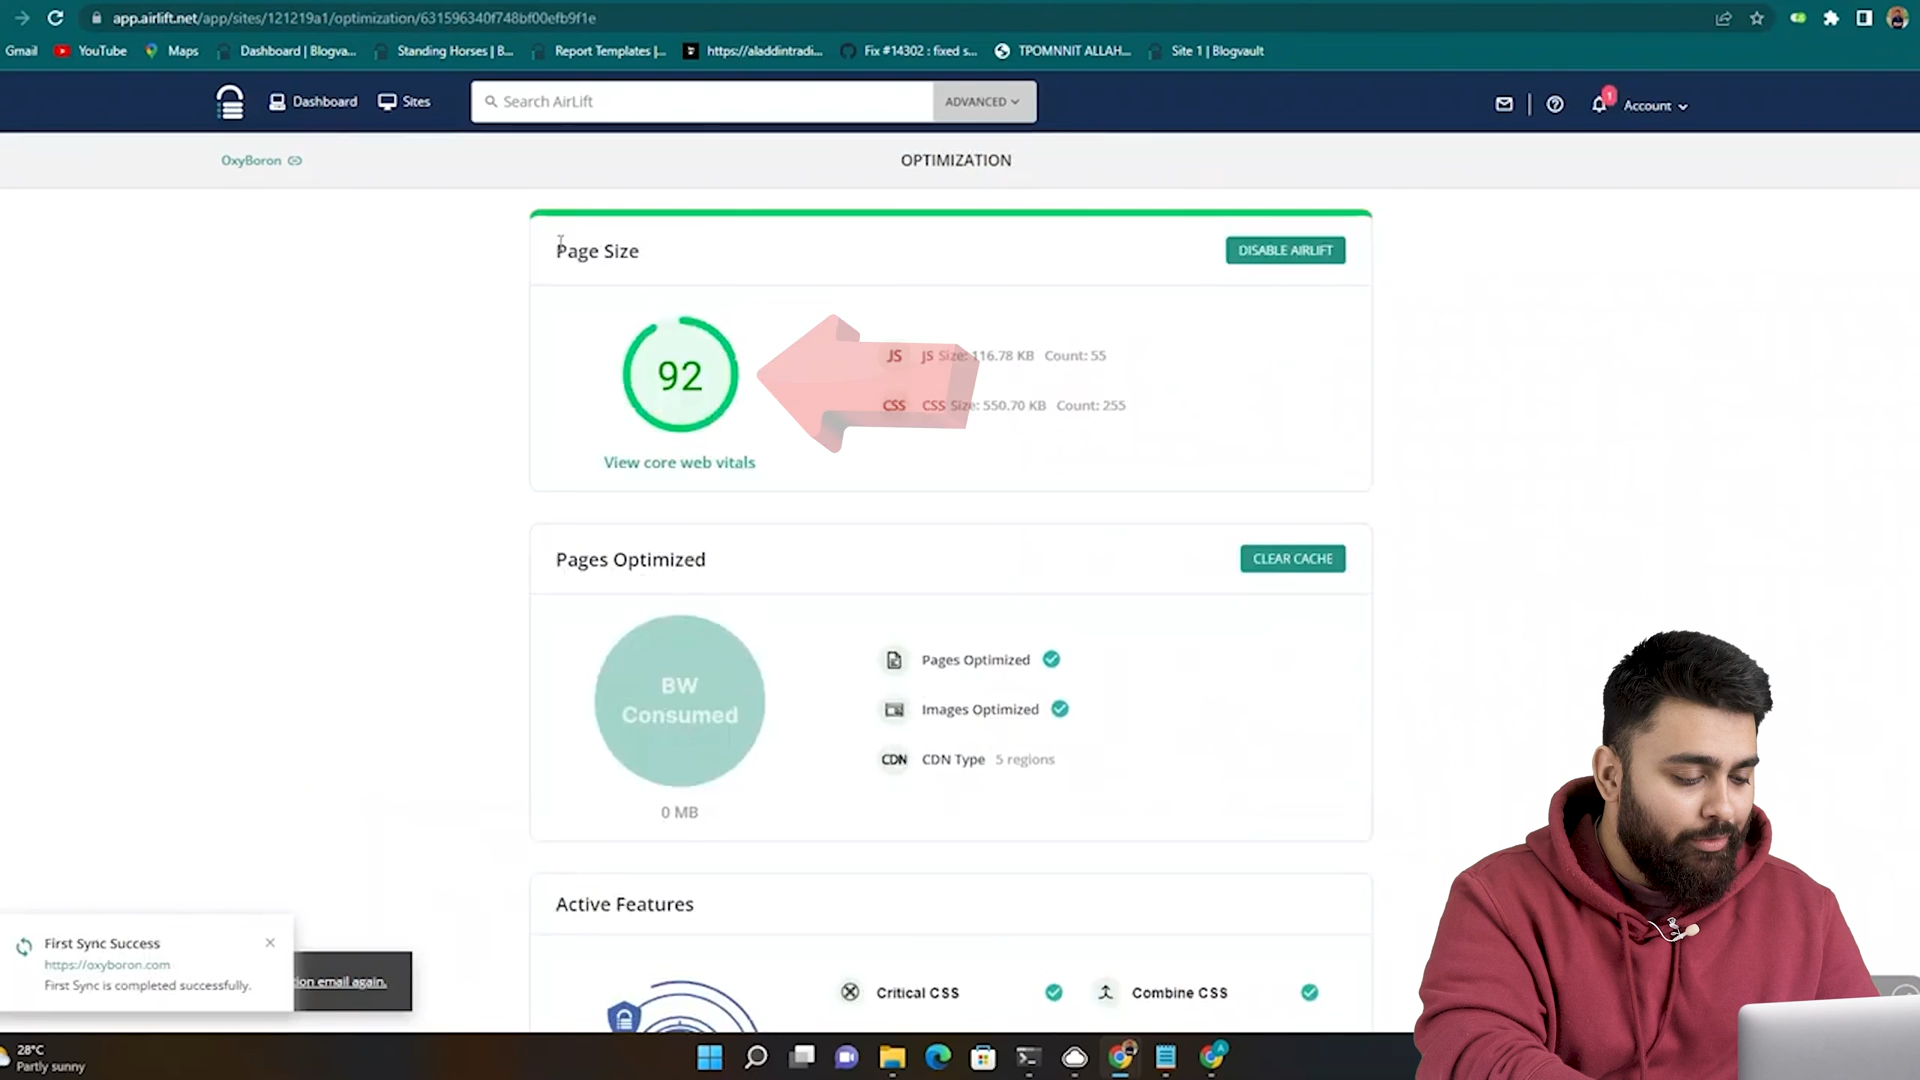 app.airlift.net/app/sites/121219a1/optimization/631596340f748bf00efb9f1e
Gmail YouTube Maps Dashboard | Blogva... Standing Horses | B... Report Templates |... https://aladdintradi... Fix #14302 : fixed s... TPOMNNIT ALLAH... Site 1 | Blogvault
Dashboard Sites Search AirLift ADVANCED 1 Account
OxyBoron OPTIMIZATION
Page Size DISABLE AIRLIFT
92
JS JS Size: 116.78 KB Count: 55
CSS CSS Size: 550.70 KB Count: 255
View core web vitals
Pages Optimized CLEAR CACHE
BW
Consumed
0 MB
Pages Optimized
Images Optimized
CDN CDN Type 5 regions
Active Features
Critical CSS Combine CSS
First Sync Success
https://oxyboron.com
First Sync is completed successfully.
email again.
28°C
Partly sunny